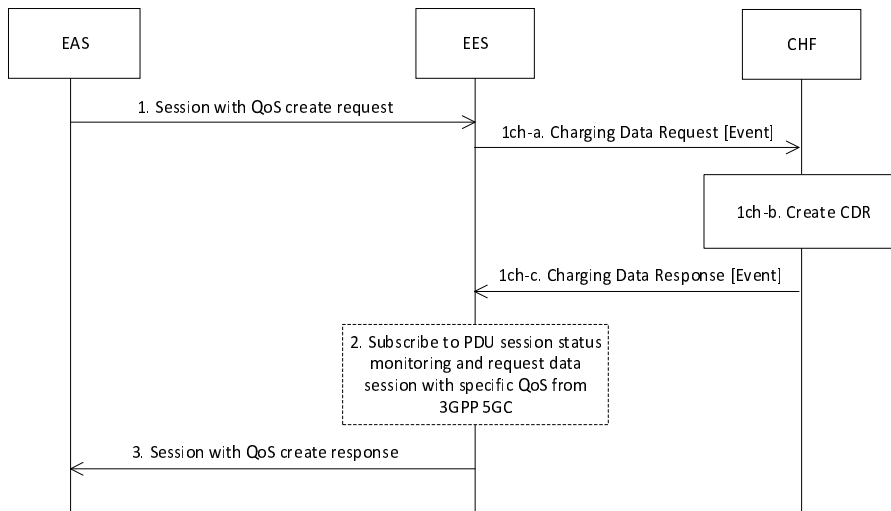 EAS
EES
CHF
1. Session with QoS create request
1ch-a. Charging Data Request [Event]
1ch-b. Create CDR
1ch-c. Charging Data Response [Event]
2. Subscribe to PDU session status
monitoring and request data
session with specific QoS from
3GPP 5GC
3. Session with QoS create response